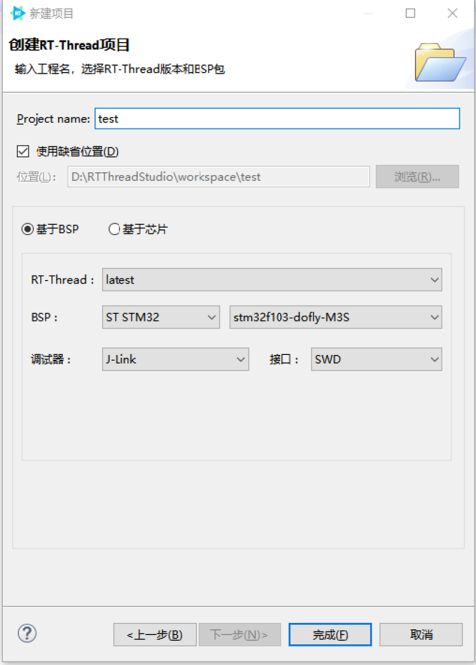 新建项目
创建RT-Thread项目
输入工程名，选择RT-Thread版本和BSP包
Project name: test
使用缺省位置(D)
位置(L): D:\RTThreadStudio\workspace\test 浏览(R)...
基于BSP 基于芯片
RT-Thread : latest
BSP : ST STM32 stm32f103-dofly-M3S
调试器 : J-Link 接口 : SWD
? <上一步(B) 下一步(N)> 完成(F) 取消